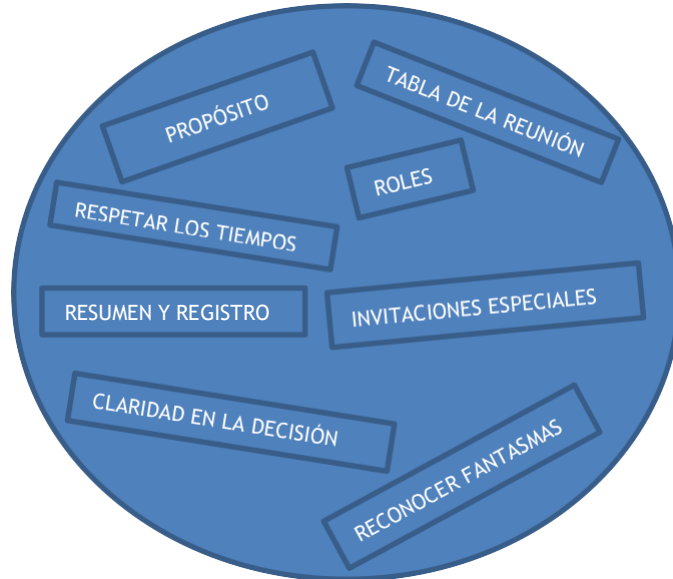 PROPÓSITO
TABLA DE LA REUNIÓN
ROLES
RESPETAR LOS TIEMPOS
RESUMEN Y REGISTRO
INVITACIONES ESPECIALES
CLARIDAD EN LA DECISIÓN
RECONOCER FANTASMAS